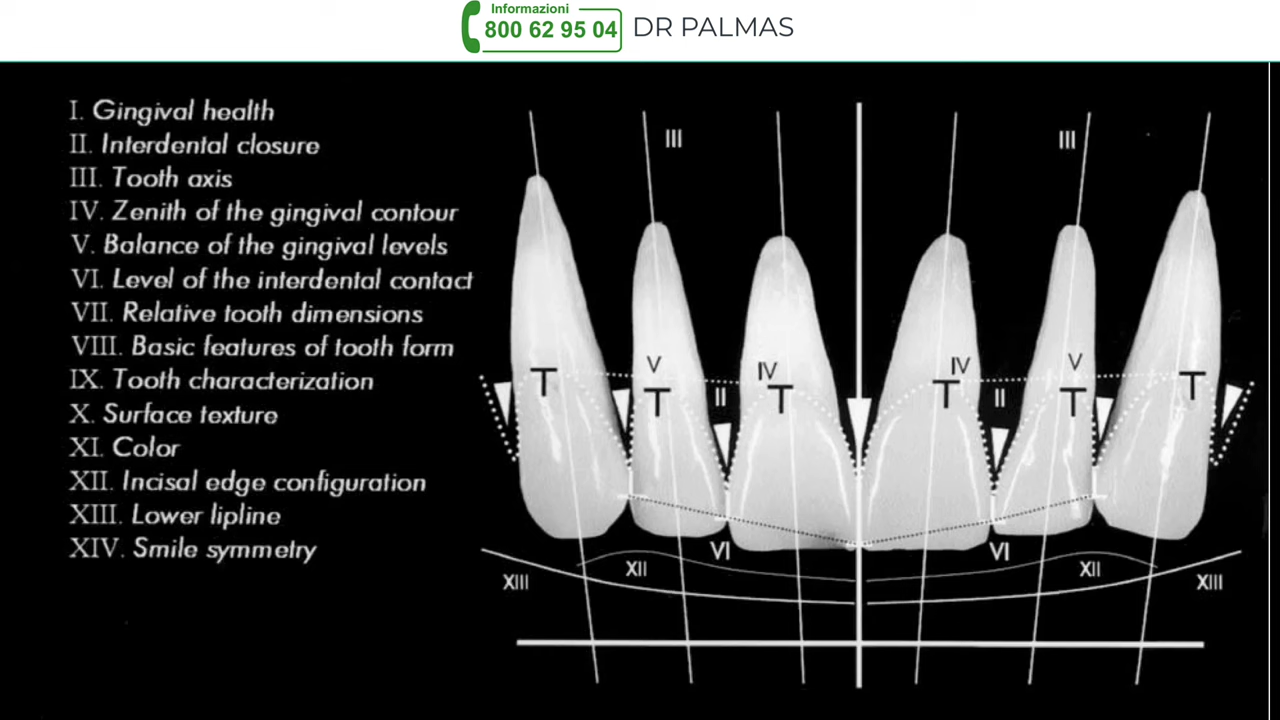 Informazioni
800 62 95 04
DR PALMAS
I. Gingival health
II. Interdental closure
III. Tooth axis
IV. Zenith of the gingival contour
V. Balance of the gingival levels
VI. Level of the interdental contact
VII. Relative tooth dimensions
VIII. Basic features of tooth form
IX. Tooth characterization
X. Surface texture
XI. Color
XII. Incisal edge configuration
XIII. Lower lipline
XIV. Smile symmetry
III III
V IV IV V
T T T T T T
II II
VI VI
XIII XII XII XIII